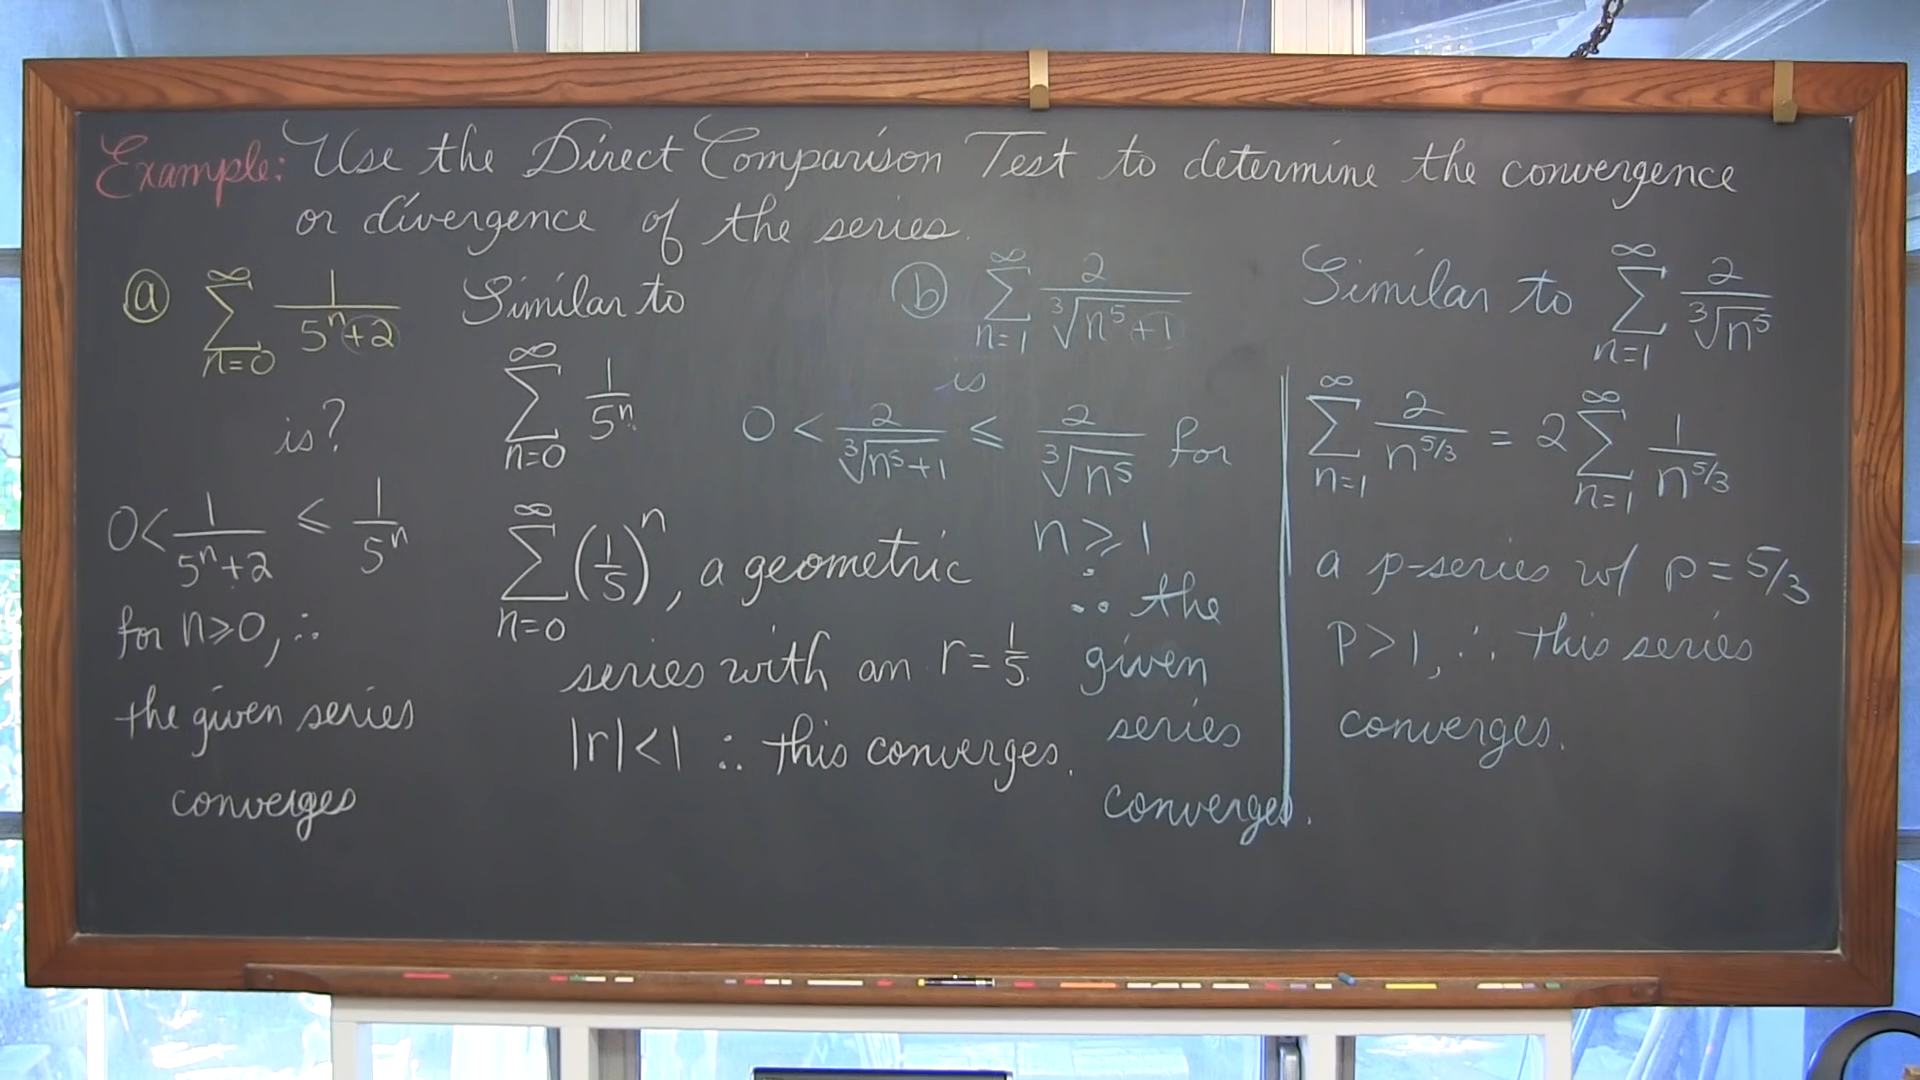 Example: Use the Direct Comparison Test to determine the convergence
or divergence of the series.
ⓐ ∑_{n=0}^{∞} 1/(5^n+2)
is?
0 < 1/(5^n+2) ≤ 1/5^n
for n≥0, ∴
the given series
converges
Similar to
∑_{n=0}^{∞} 1/5^n
∑_{n=0}^{∞} (1/5)^n, a geometric
series with an r = 1/5
|r|<1 ∴ this converges.
ⓑ ∑_{n=1}^{∞} 2/∛(n^5+1)
is
0 < 2/∛(n^5+1) ≤ 2/∛(n^5) for
n≥1
∴ the
given
series
converges.
Similar to ∑_{n=1}^{∞} 2/∛(n^5)
∑_{n=1}^{∞} 2/n^{5/3} = 2∑_{n=1}^{∞} 1/n^{5/3}
a p-series w/ p = 5/3
P>1, ∴ this series
converges.